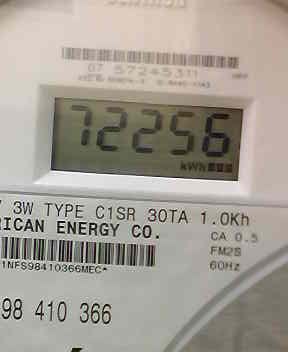 07 57245311
72256
kWh
3W TYPE C1SR 30TA 1.0Kh
RICAN ENERGY CO.
CA 0.5
FM2S
1NFS98410366MEC*
60Hz
98 410 366